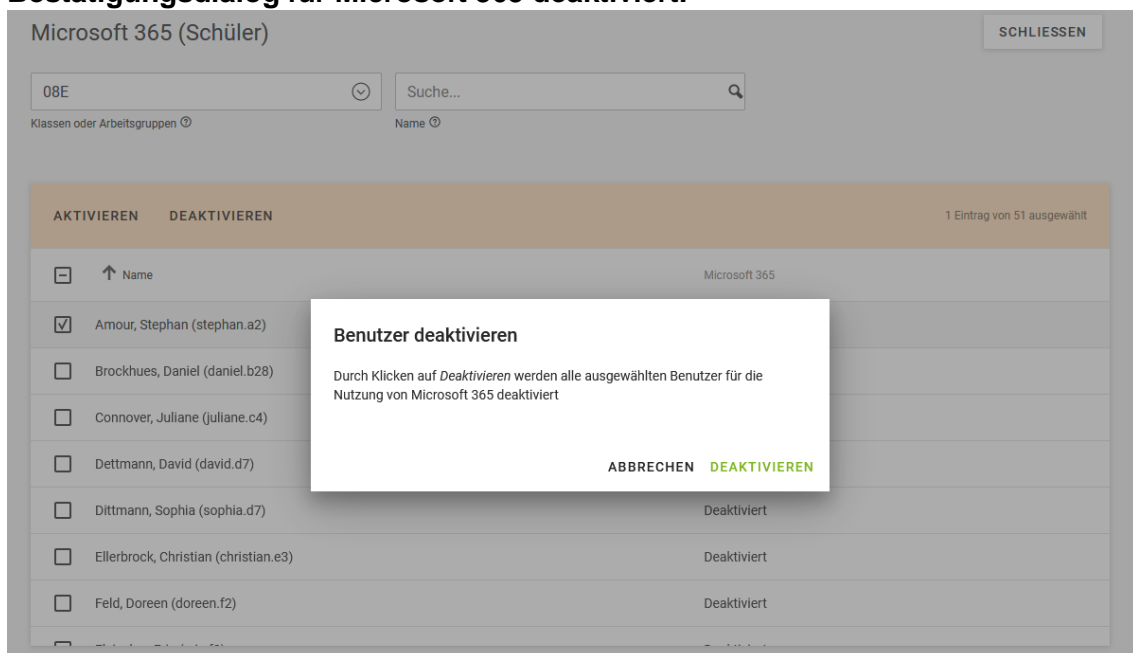 Bestätigungsdialog für Microsoft 365 deaktiviert.
Microsoft 365 (Schüler)
SCHLIESSEN
08E
Suche...
Klassen oder Arbeitsgruppen
Name
AKTIVIEREN DEAKTIVIEREN
1 Eintrag von 51 ausgewählt
Name
Microsoft 365
Amour, Stephan (stephan.a2)
Brockhues, Daniel (daniel.b28)
Connover, Juliane (juliane.c4)
Dettmann, David (david.d7)
Benutzer deaktivieren
Durch Klicken auf Deaktivieren werden alle ausgewählten Benutzer für die
Nutzung von Microsoft 365 deaktiviert
ABBRECHEN DEAKTIVIEREN
Dittmann, Sophia (sophia.d7)
Deaktiviert
Ellerbrock, Christian (christian.e3)
Deaktiviert
Feld, Doreen (doreen.f2)
Deaktiviert